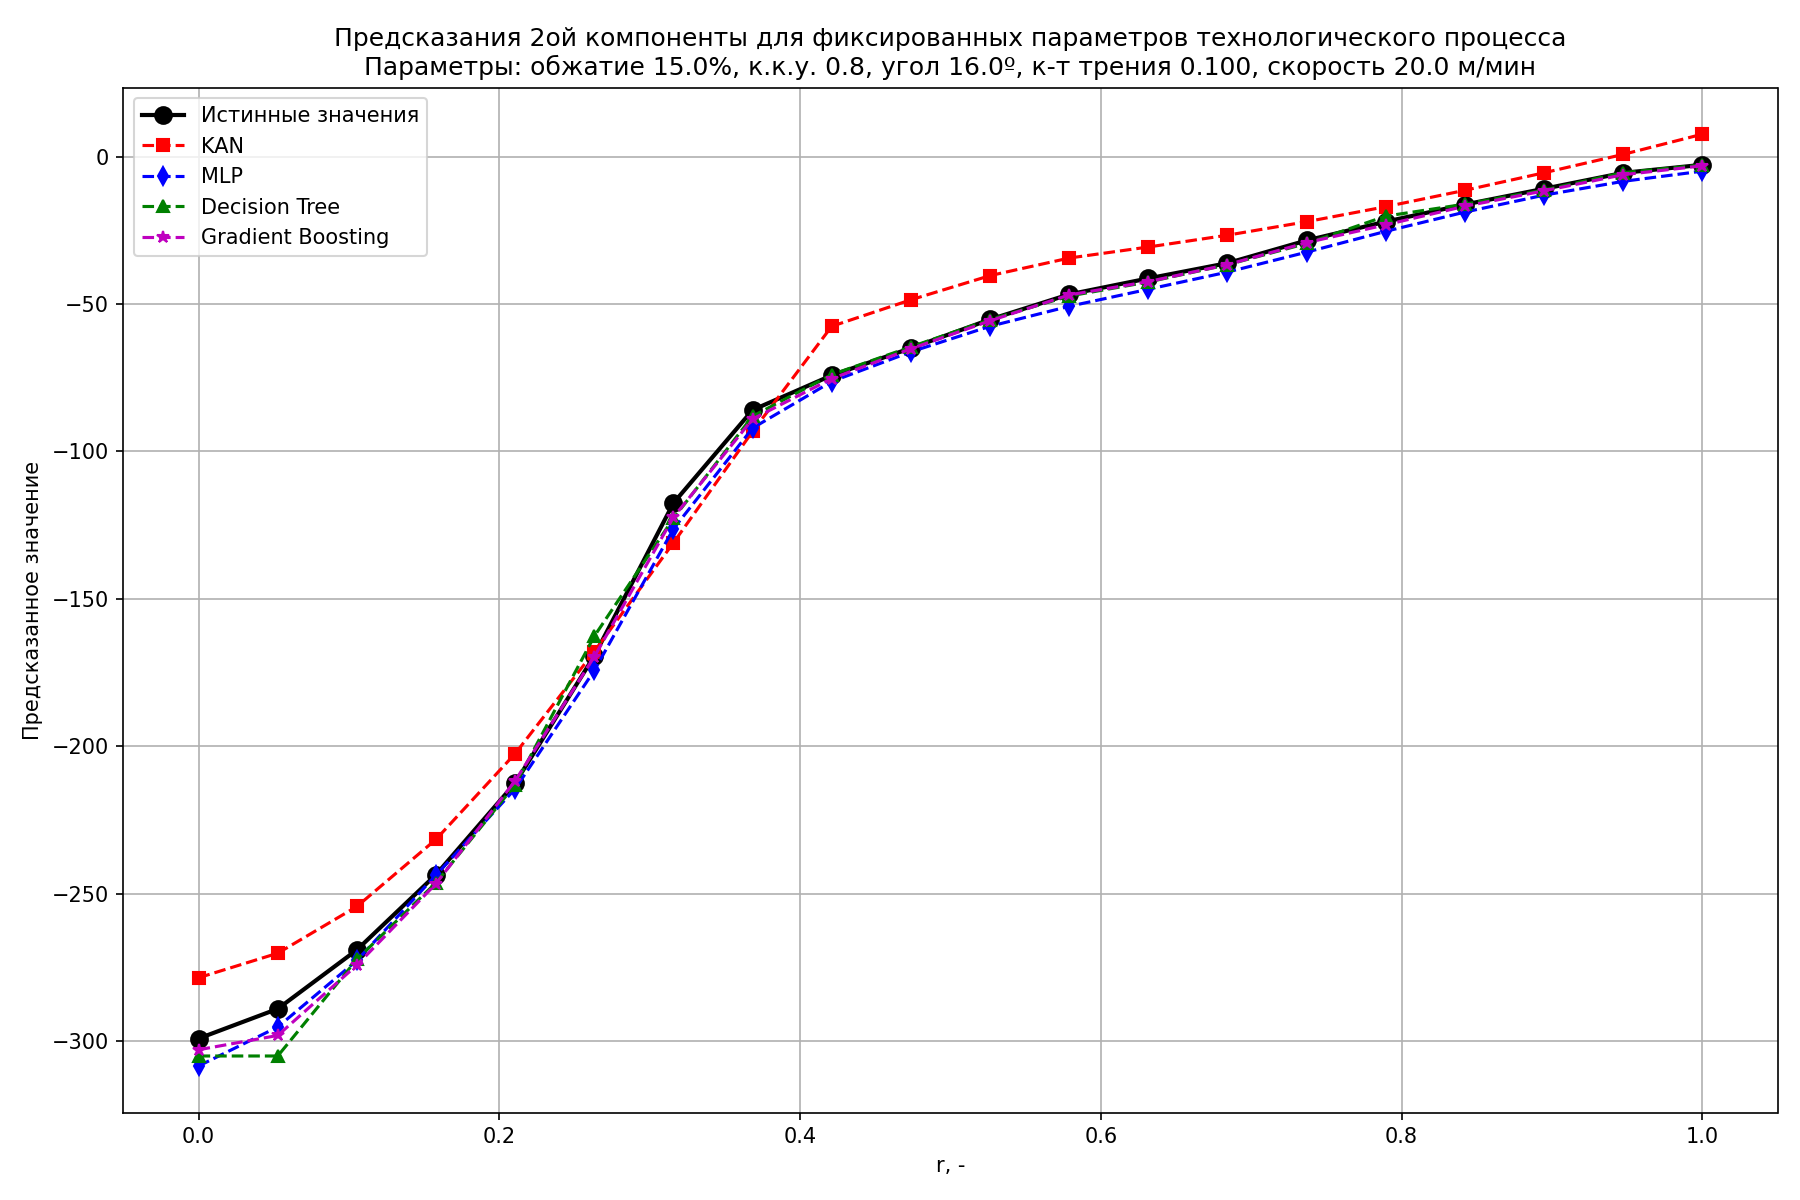 Предсказания 2ой компоненты для фиксированных параметров технологического процесса
Параметры: обжатие 15.0%, к.к.у. 0.8, угол 16.0º, к-т трения 0.100, скорость 20.0 м/мин
Истинные значения
KAN
MLP
Decision Tree
Gradient Boosting
Предсказанное значение
0
−50
−100
−150
−200
−250
−300
0.0 0.2 0.4 0.6 0.8 1.0
r, -